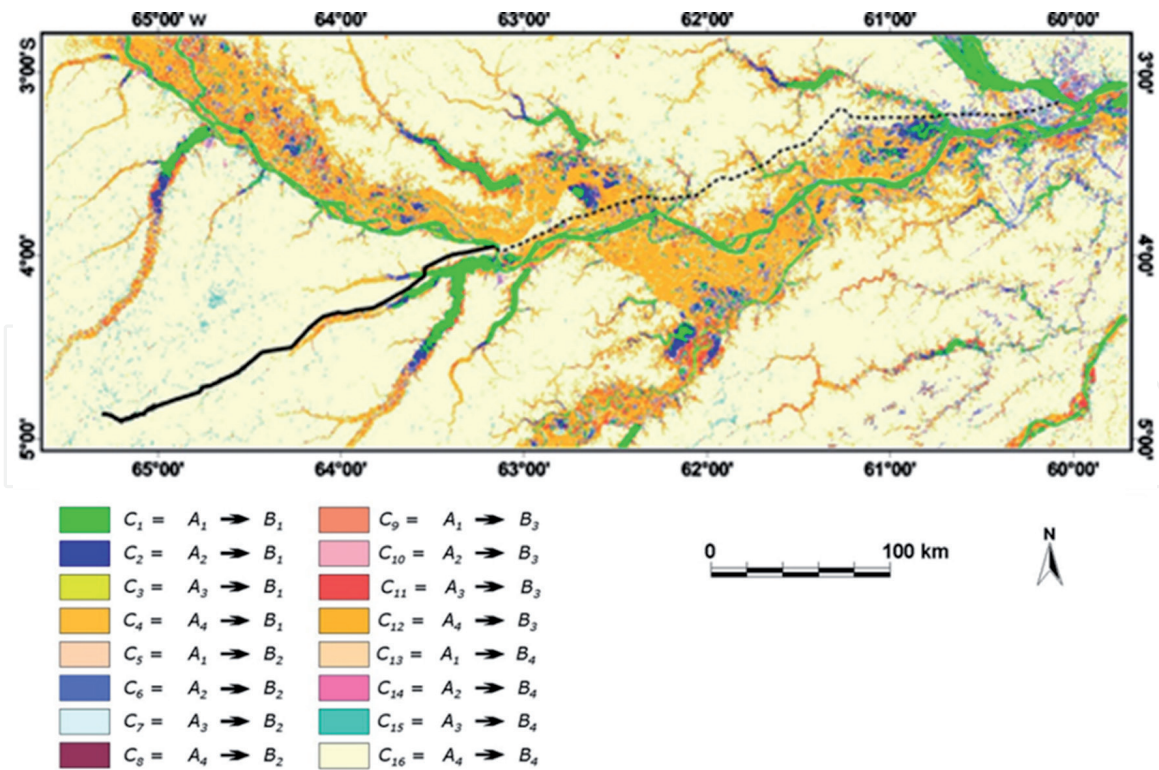 65°00' W 64°00' 63°00' 62°00' 61°00' 60°00'
3°00'S 3°00'
4°00' 4°00'
5°00' 5°00'
65°00' 64°00' 63°00' 62°00' 61°00' 60°00'
C1 = A1 → B1 C9 = A1 → B3
C2 = A2 → B1 C10 = A2 → B3
C3 = A3 → B1 C11 = A3 → B3
C4 = A4 → B1 C12 = A4 → B3
C5 = A1 → B2 C13 = A1 → B4
C6 = A2 → B2 C14 = A2 → B4
C7 = A3 → B2 C15 = A3 → B4
C8 = A4 → B2 C16 = A4 → B4
0 100 km
N